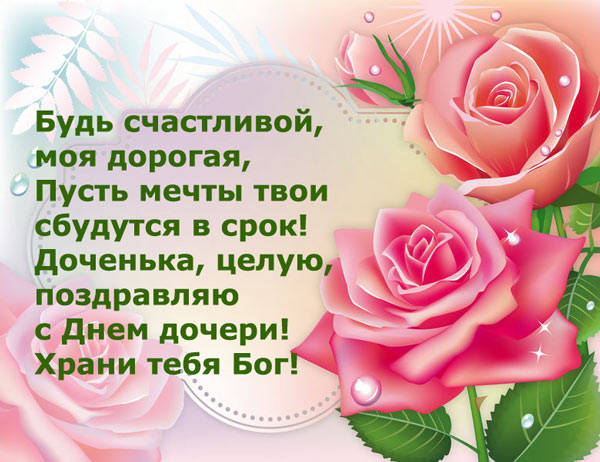 Будь счастливой,
моя дорогая,
Пусть мечты твои
сбудутся в срок!
Доченька, целую,
поздравляю
с Днем дочери!
Храни тебя Бог!